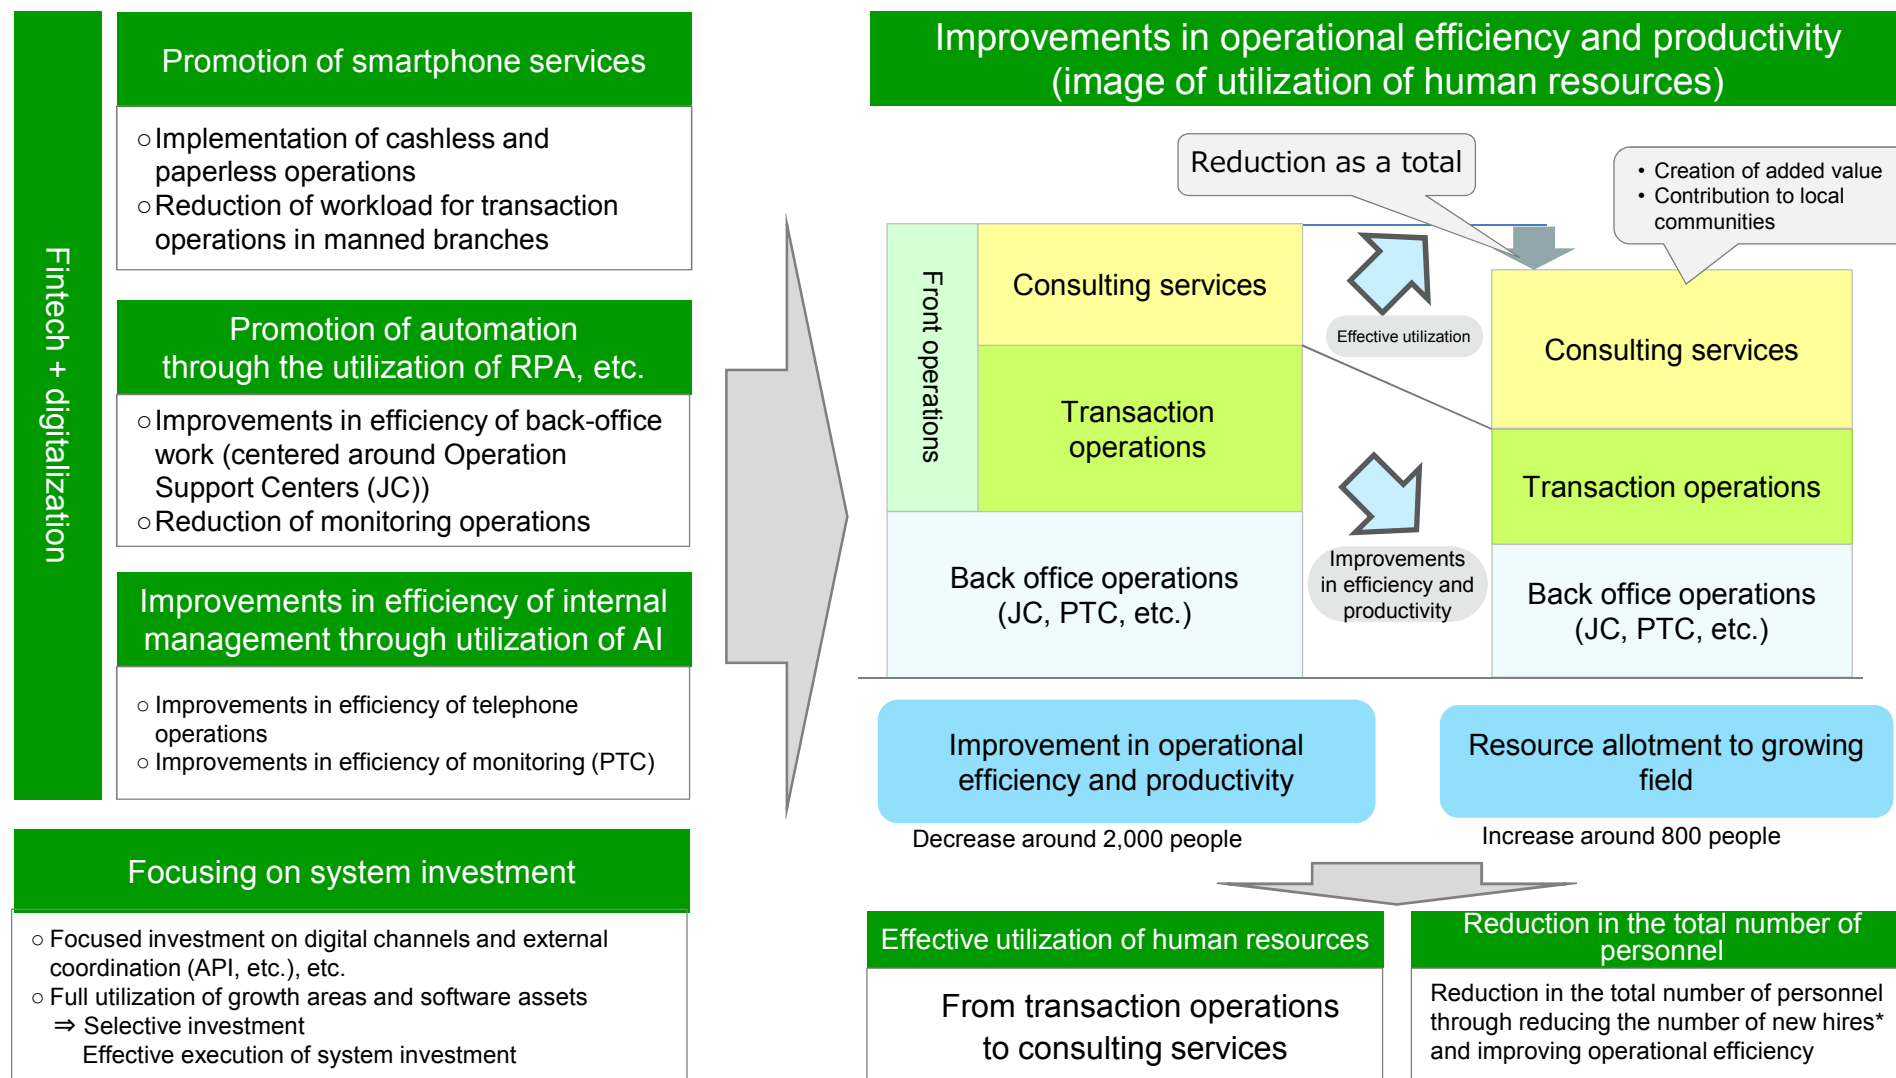 Fintech + digitalization
Promotion of smartphone services
○Implementation of cashless and
paperless operations
○Reduction of workload for transaction
operations in manned branches
Promotion of automation
through the utilization of RPA, etc.
○Improvements in efficiency of back-office
work (centered around Operation
Support Centers (JC))
○Reduction of monitoring operations
Improvements in efficiency of internal
management through utilization of AI
○ Improvements in efficiency of telephone
operations
○ Improvements in efficiency of monitoring (PTC)
Focusing on system investment
○ Focused investment on digital channels and external
coordination (API, etc.), etc.
○ Full utilization of growth areas and software assets
⇒ Selective investment
Effective execution of system investment
Improvements in operational efficiency and productivity
(image of utilization of human resources)
Reduction as a total
• Creation of added value
• Contribution to local
communities
Front operations
Consulting services
Transaction
operations
Back office operations
(JC, PTC, etc.)
Effective utilization
Improvements
in efficiency and
productivity
Consulting services
Transaction operations
Back office operations
(JC, PTC, etc.)
Improvement in operational
efficiency and productivity
Decrease around 2,000 people
Resource allotment to growing
field
Increase around 800 people
Effective utilization of human resources
From transaction operations
to consulting services
Reduction in the total number of
personnel
Reduction in the total number of personnel
through reducing the number of new hires*
and improving operational efficiency